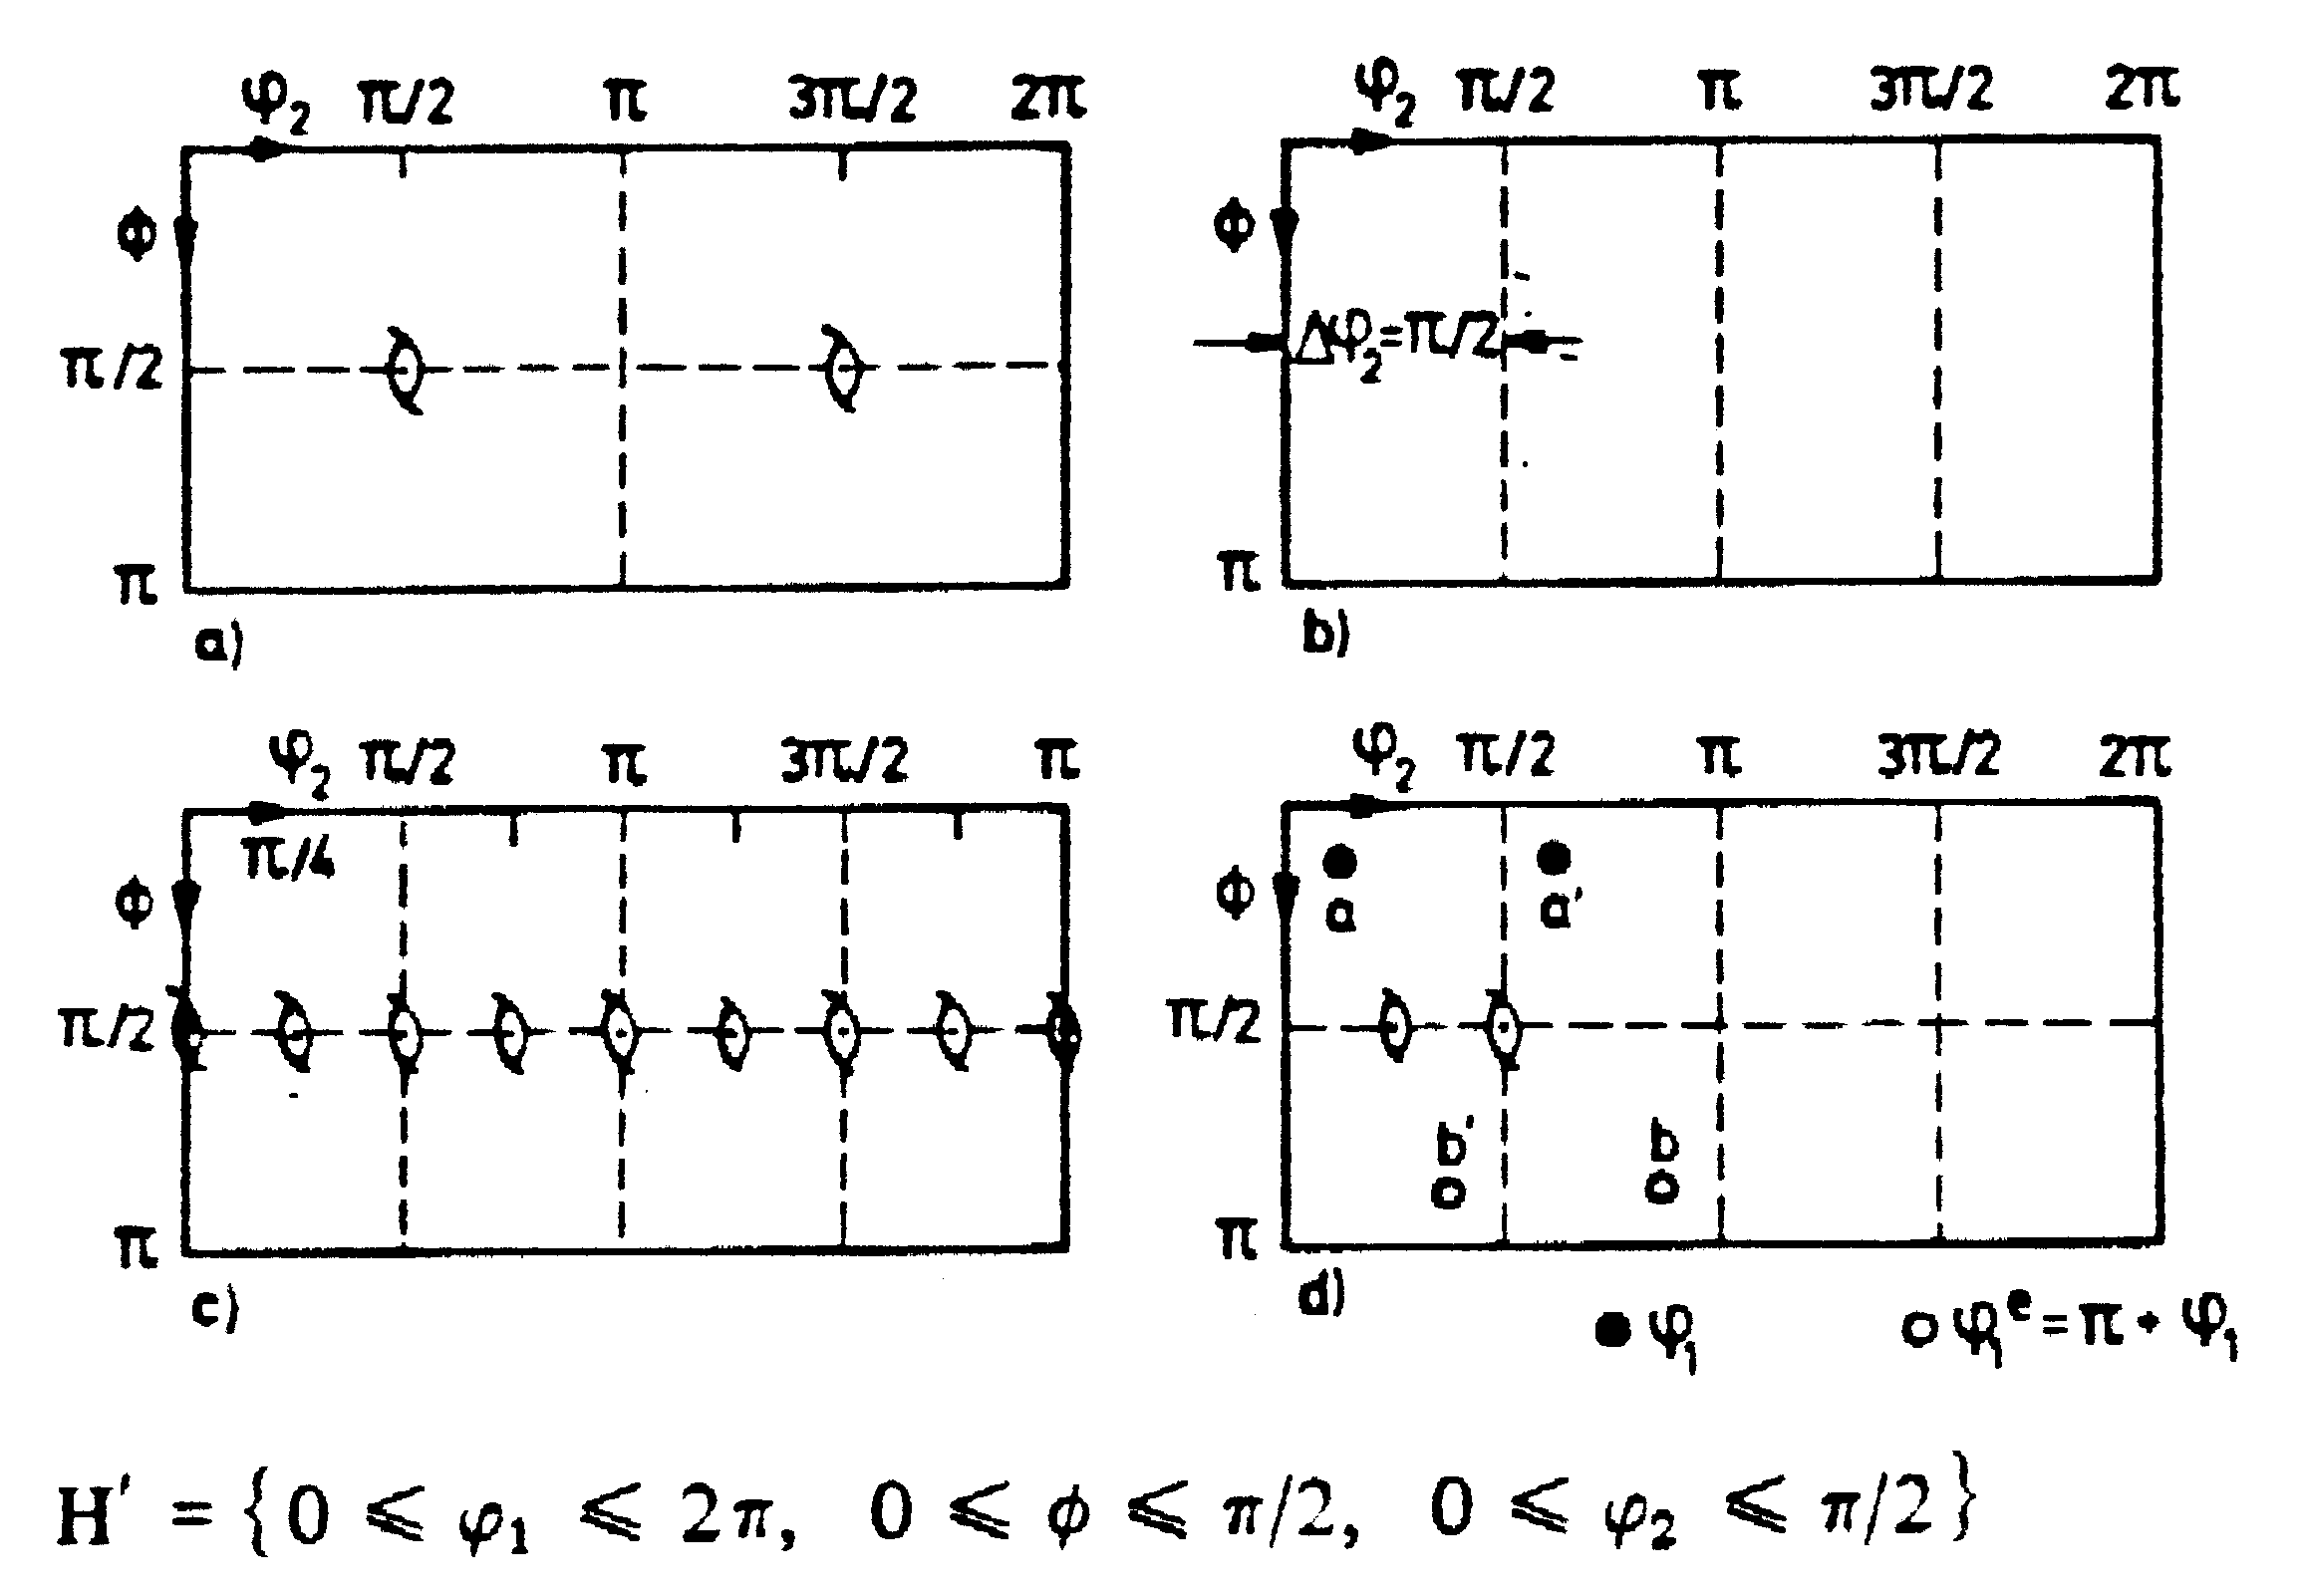 φ₂ π/2 π 3π/2 2π
ϕ
π/2
π
a)
φ₂ π/2 π 3π/2 2π
ϕ
Δφ₂=π/2
π
b)
φ₂ π/2 π 3π/2 π
π/4
ϕ
π/2
π
c)
φ₂ π/2 π 3π/2 2π
ϕ
a a'
π/2
b' b
π
d)
● φ₁ ○ φ₁ᵉ = π + φ₁
H' = {0 ⩽ φ₁ ⩽ 2π, 0 ⩽ ϕ ⩽ π/2, 0 ⩽ φ₂ ⩽ π/2}